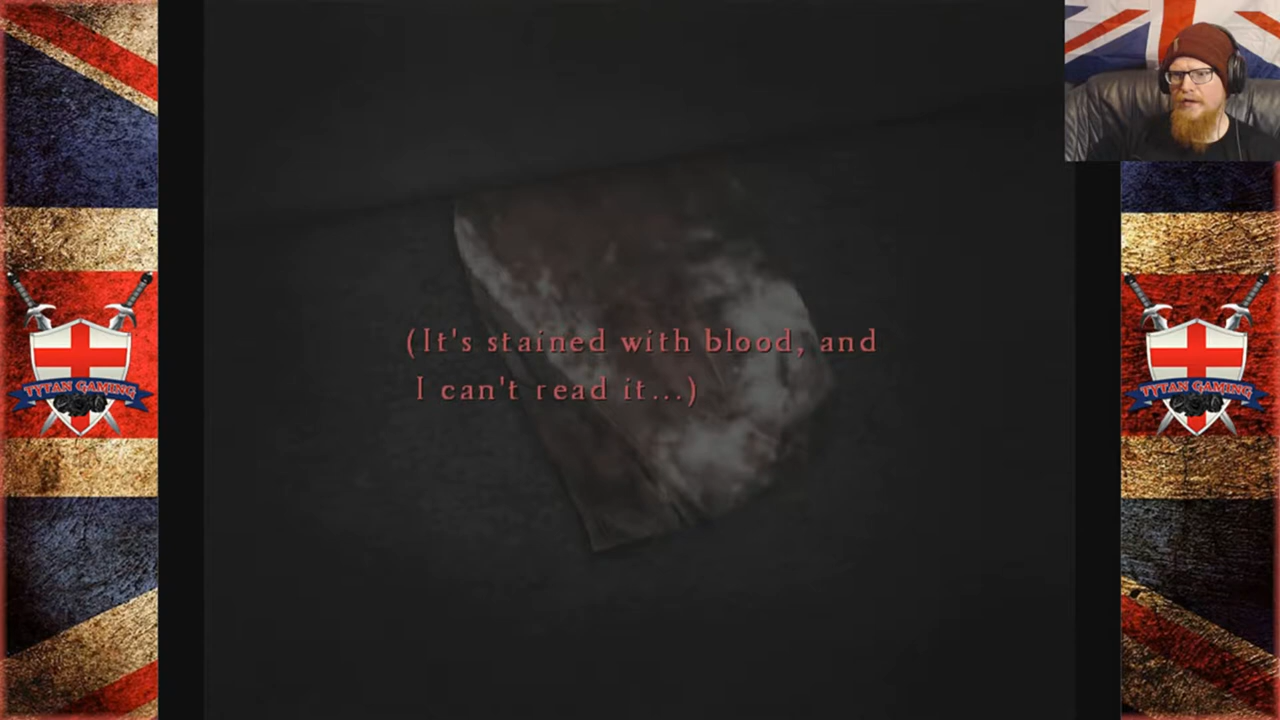 (It's stained with blood, and
I can't read it...)
TYTAN GAMING
TYTAN GAMING